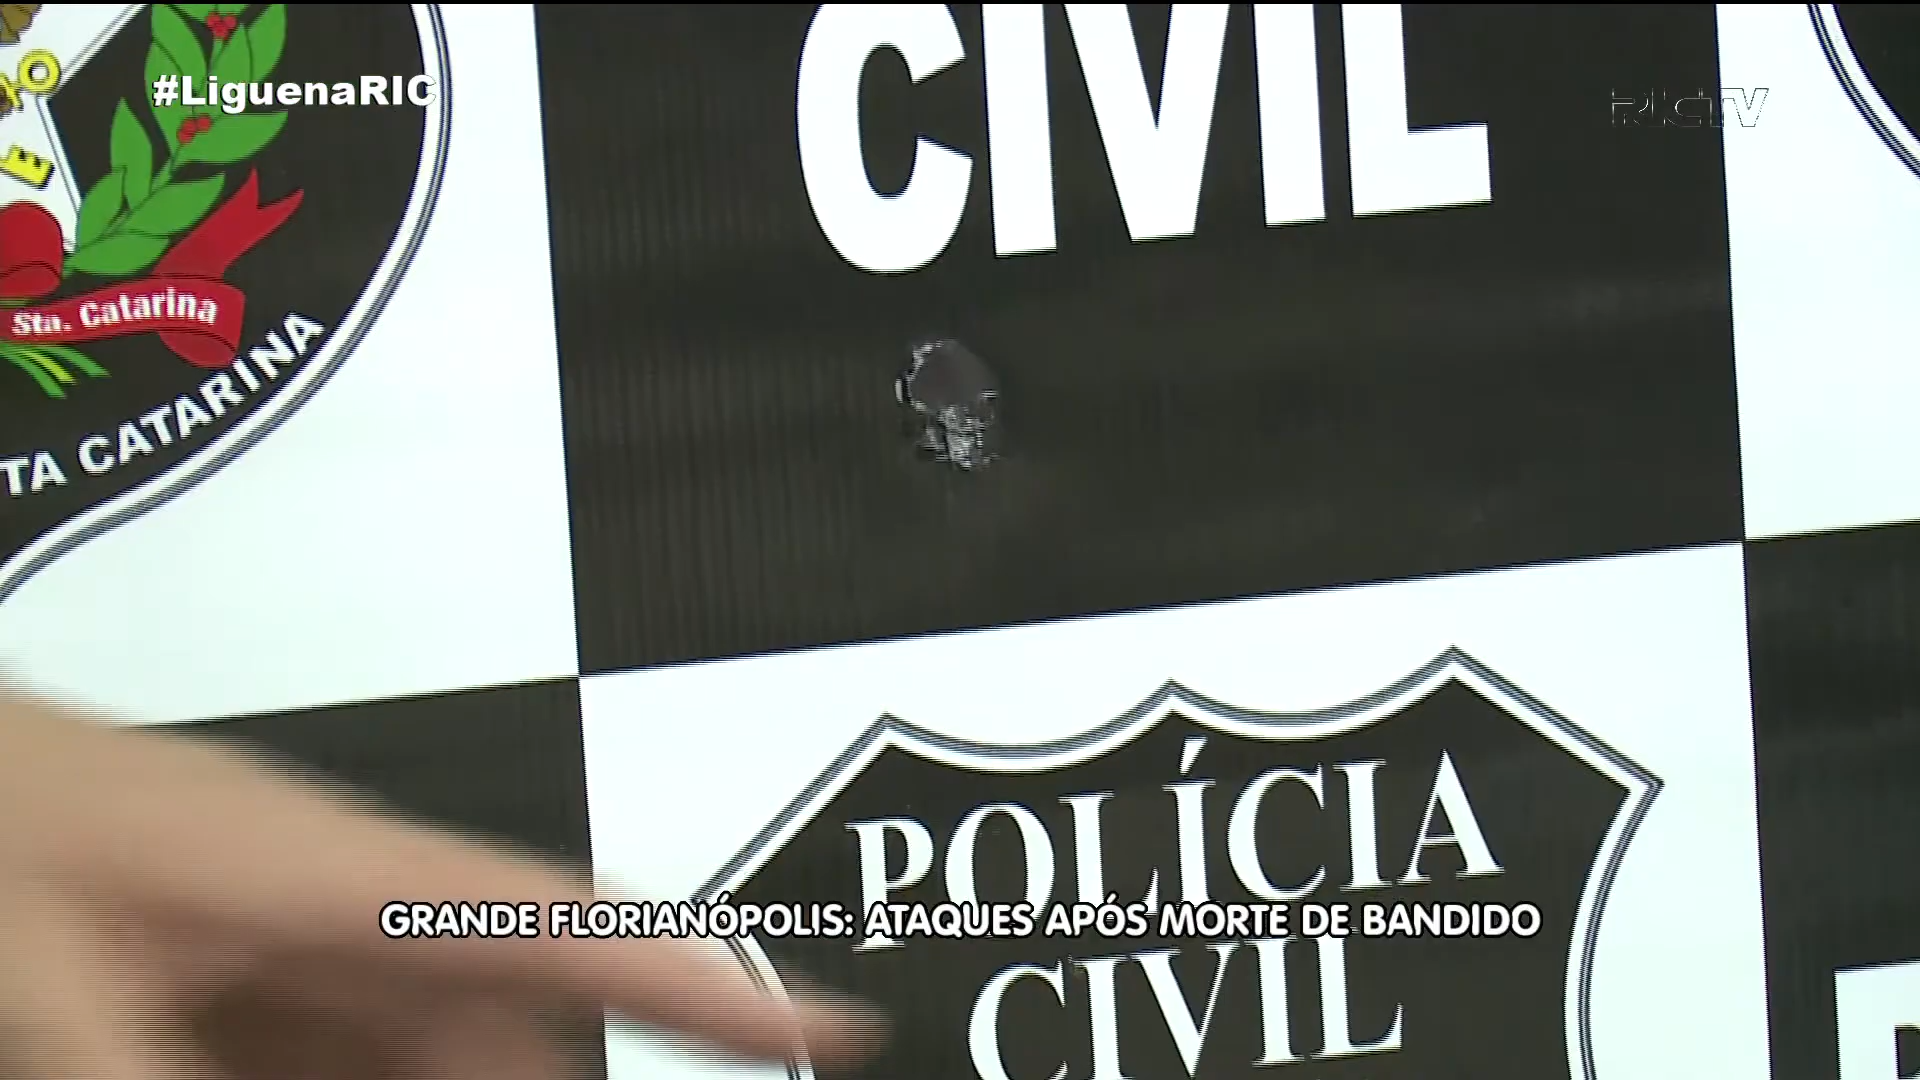 CIVIL
#LiguenaRIC
RICTV
E
Sta. Catarina
TA CATARINA
POLÍCIA
CIVIL
GRANDE FLORIANÓPOLIS: ATAQUES APÓS MORTE DE BANDIDO